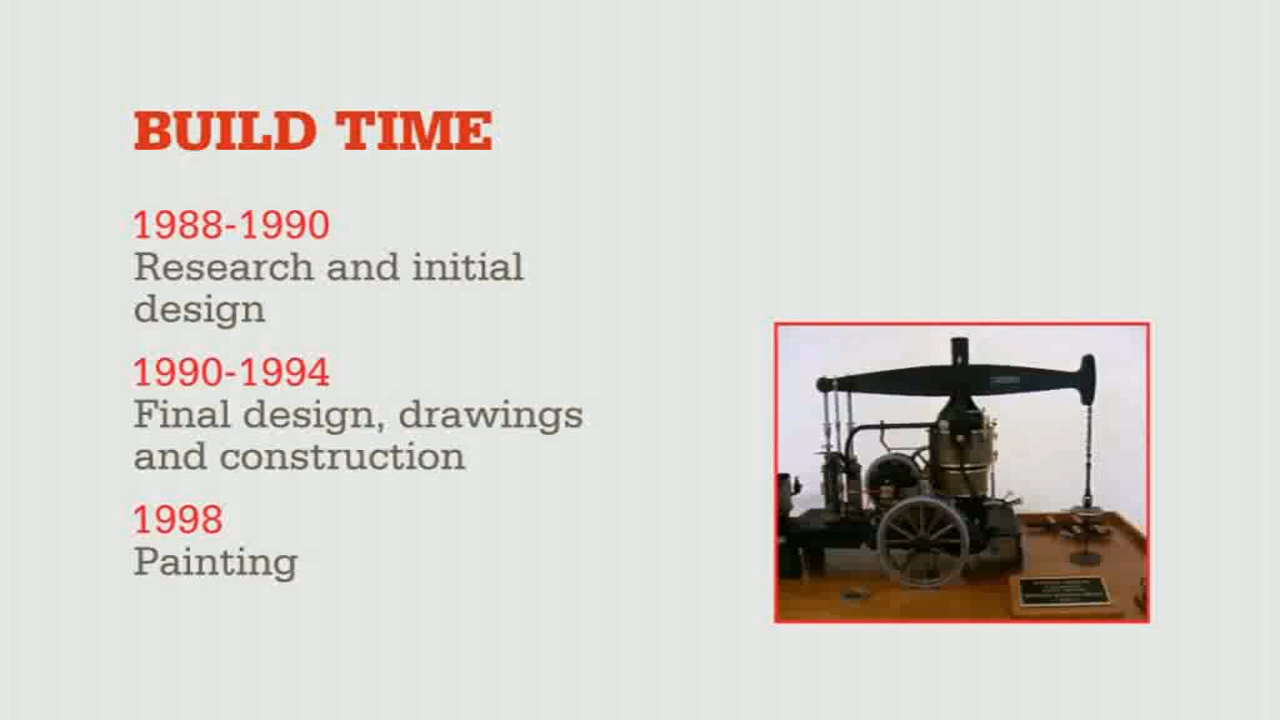 BUILD TIME
1988-1990
Research and initial
design
1990-1994
Final design, drawings
and construction
1998
Painting